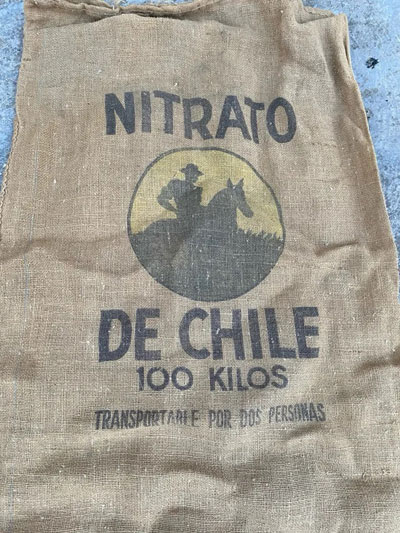 NITRATO
DE CHILE
100 KILOS
TRANSPORTABLE POR DOS PERSONAS